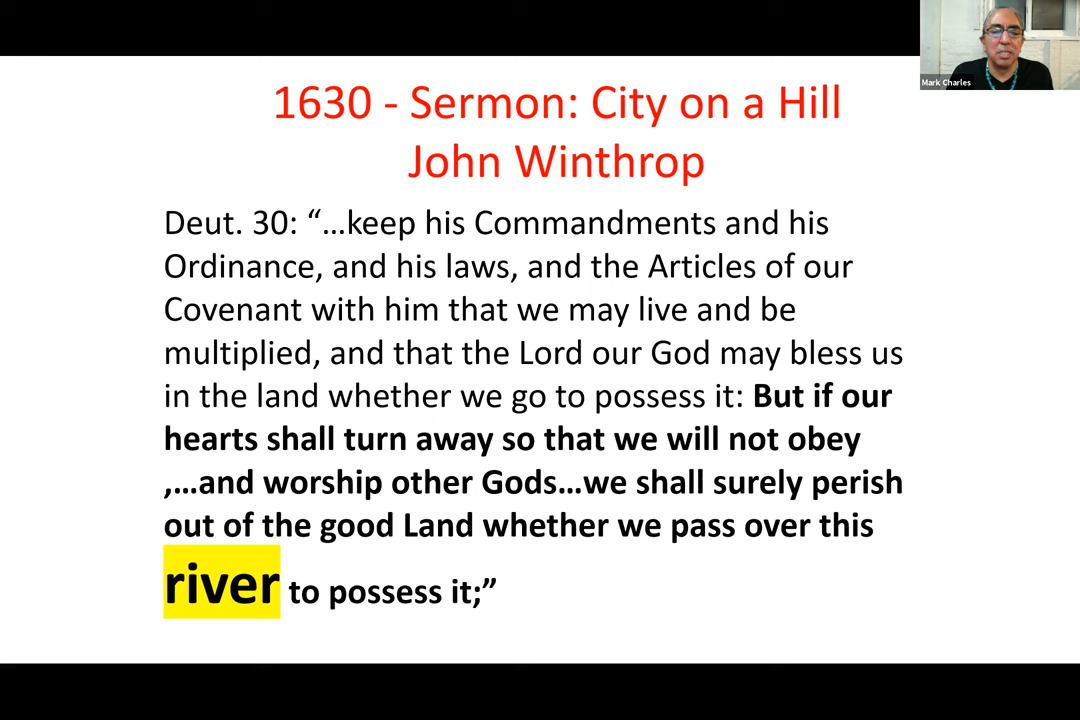 Mark Charles
1630 - Sermon: City on a Hill
John Winthrop
Deut. 30: “…keep his Commandments and his
Ordinance, and his laws, and the Articles of our
Covenant with him that we may live and be
multiplied, and that the Lord our God may bless us
in the land whether we go to possess it: But if our
hearts shall turn away so that we will not obey
,…and worship other Gods…we shall surely perish
out of the good Land whether we pass over this
river to possess it;”